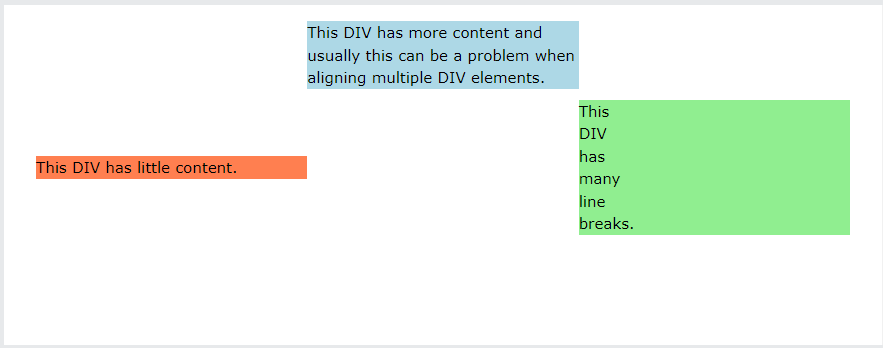 This DIV has more content and
usually this can be a problem when
aligning multiple DIV elements.
This
DIV
has
many
line
breaks.
This DIV has little content.